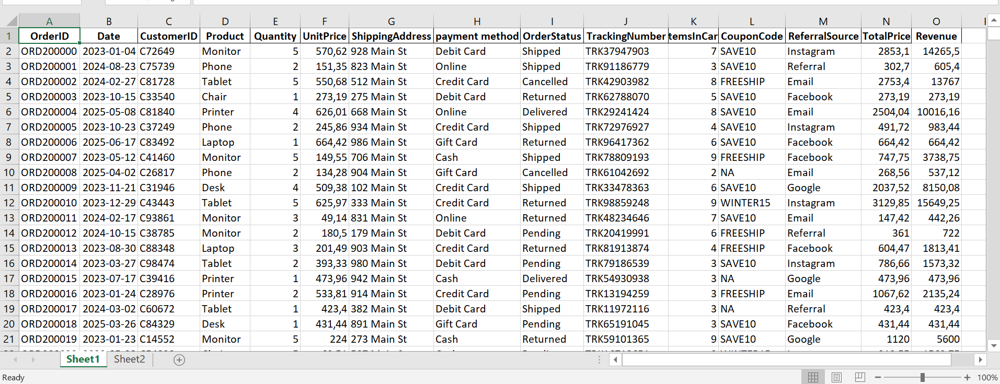 A B C D E F G H I J K L M N O
1 OrderID Date CustomerID Product Quantity UnitPrice ShippingAddress payment method OrderStatus TrackingNumber temsInCar CouponCode ReferralSource TotalPrice Revenue
2 ORD200000 2023-01-04 C72649 Monitor 5 570,62 928 Main St Debit Card Shipped TRK37947903 7 SAVE10 Instagram 2853,1 14265,5
3 ORD200001 2024-08-23 C75739 Phone 2 151,35 823 Main St Online Shipped TRK91186779 3 SAVE10 Referral 302,7 605,4
4 ORD200002 2024-02-27 C81728 Tablet 5 550,68 512 Main St Credit Card Cancelled TRK42903982 8 FREESHIP Email 2753,4 13767
5 ORD200003 2023-10-15 C33540 Chair 1 273,19 275 Main St Debit Card Returned TRK62788070 5 SAVE10 Facebook 273,19 273,19
6 ORD200004 2025-05-08 C81840 Printer 4 626,01 668 Main St Online Delivered TRK29241424 8 SAVE10 Email 2504,04 10016,16
7 ORD200005 2023-10-23 C37249 Phone 2 245,86 934 Main St Credit Card Shipped TRK72976927 4 SAVE10 Instagram 491,72 983,44
8 ORD200006 2025-06-17 C83492 Laptop 1 664,42 986 Main St Gift Card Returned TRK96417362 6 SAVE10 Facebook 664,42 664,42
9 ORD200007 2023-05-12 C41460 Monitor 5 149,55 706 Main St Cash Shipped TRK78809193 9 FREESHIP Facebook 747,75 3738,75
10 ORD200008 2025-04-02 C26817 Phone 2 134,28 904 Main St Gift Card Cancelled TRK61042692 2 NA Email 268,56 537,12
11 ORD200009 2023-11-21 C31946 Desk 4 509,38 102 Main St Credit Card Shipped TRK33478363 6 SAVE10 Google 2037,52 8150,08
12 ORD200010 2023-12-29 C43443 Tablet 5 625,97 333 Main St Credit Card Returned TRK98859248 9 WINTER15 Instagram 3129,85 15649,25
13 ORD200011 2024-02-17 C93861 Monitor 3 49,14 831 Main St Online Returned TRK48234646 7 SAVE10 Email 147,42 442,26
14 ORD200012 2024-10-15 C38785 Monitor 2 180,5 179 Main St Debit Card Pending TRK20419991 6 FREESHIP Referral 361 722
15 ORD200013 2023-08-30 C88348 Laptop 3 201,49 903 Main St Credit Card Returned TRK81913874 4 FREESHIP Facebook 604,47 1813,41
16 ORD200014 2023-03-27 C98474 Tablet 2 393,33 980 Main St Debit Card Pending TRK79186539 3 SAVE10 Instagram 786,66 1573,32
17 ORD200015 2023-07-17 C39416 Printer 1 473,96 942 Main St Cash Delivered TRK54930938 3 NA Google 473,96 473,96
18 ORD200016 2023-01-24 C28976 Printer 2 533,81 914 Main St Credit Card Pending TRK13194259 3 FREESHIP Email 1067,62 2135,24
19 ORD200017 2024-03-02 C60672 Tablet 1 423,4 382 Main St Debit Card Shipped TRK11972116 3 NA Referral 423,4 423,4
20 ORD200018 2025-03-26 C84329 Desk 1 431,44 891 Main St Gift Card Pending TRK65191045 3 SAVE10 Facebook 431,44 431,44
21 ORD200019 2023-01-23 C14552 Monitor 5 224 273 Main St Cash Returned TRK59101365 9 SAVE10 Google 1120 5600
Sheet1 Sheet2
Ready 100%